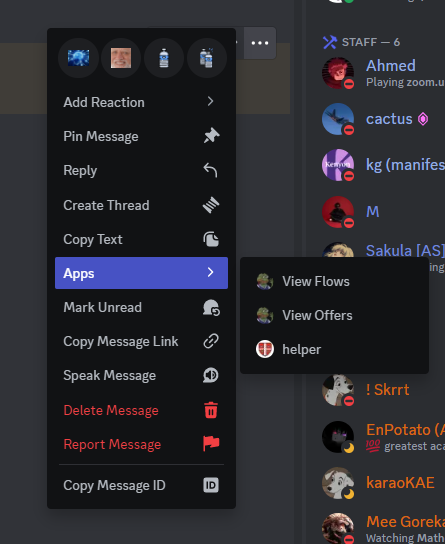 Add Reaction
Pin Message
Reply
Create Thread
Copy Text
Apps
Mark Unread
Copy Message Link
Speak Message
Delete Message
Report Message
Copy Message ID
ID
View Flows
View Offers
helper
STAFF — 6
Ahmed
Playing zoom.u
cactus
kg (manifes
M
Sakula [AS]
ing
! Skrrt
EnPotato (A
💯 greatest aca
karaoKAE
Mee Goreka
Watching Math